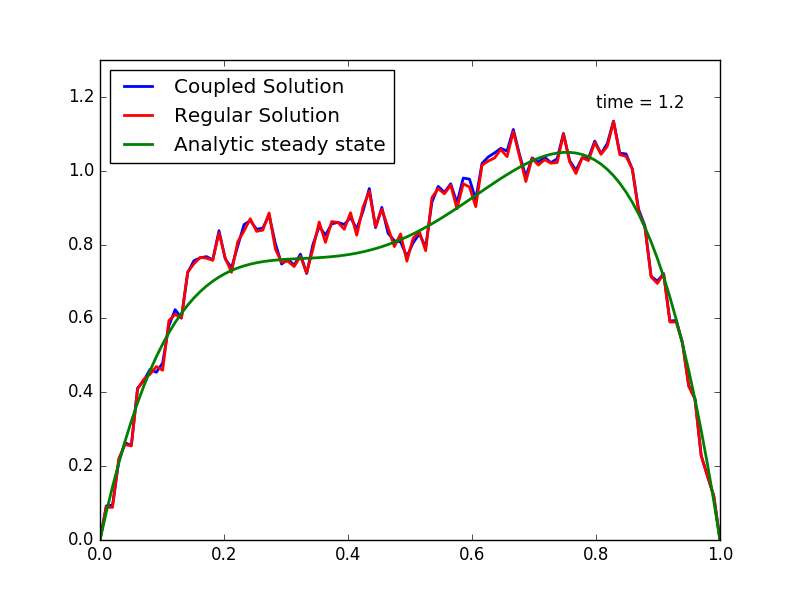 Coupled Solution
Regular Solution
Analytic steady state
time = 1.2
1.2
1.0
0.8
0.6
0.4
0.2
0.0
0.0 0.2 0.4 0.6 0.8 1.0